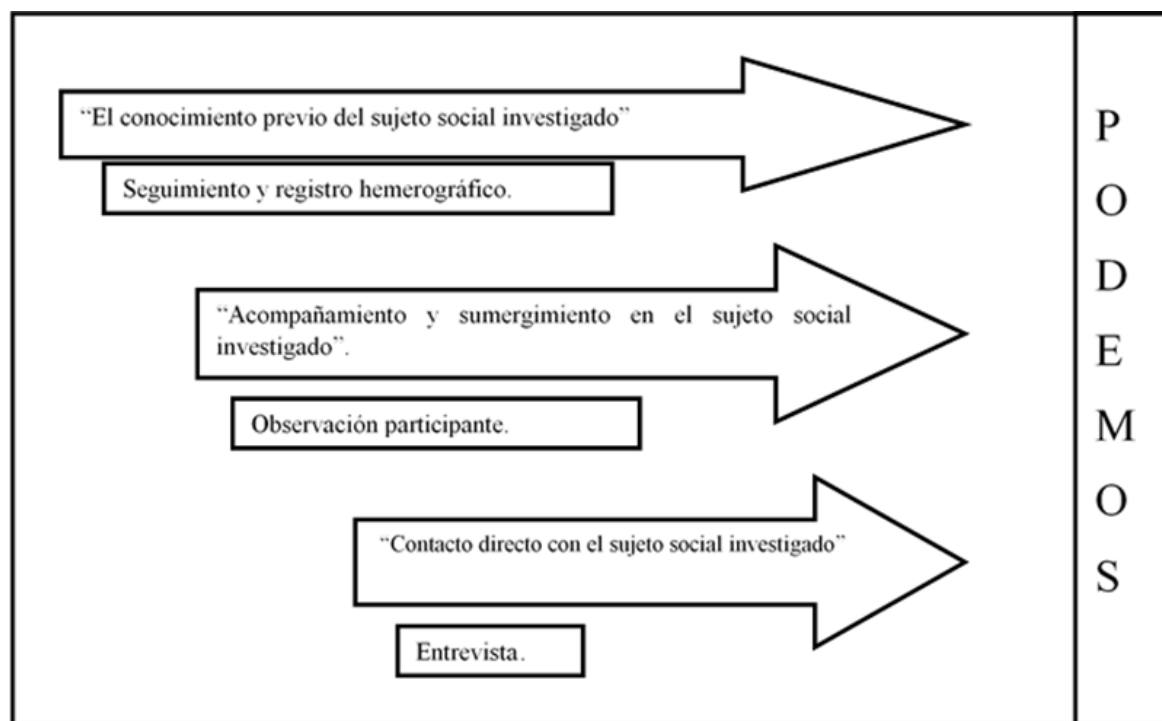 “El conocimiento previo del sujeto social investigado”
Seguimiento y registro hemerográfico.
“Acompañamiento y sumergimiento en el sujeto social
investigado”.
Observación participante.
“Contacto directo con el sujeto social investigado”
Entrevista.
P
O
D
E
M
O
S